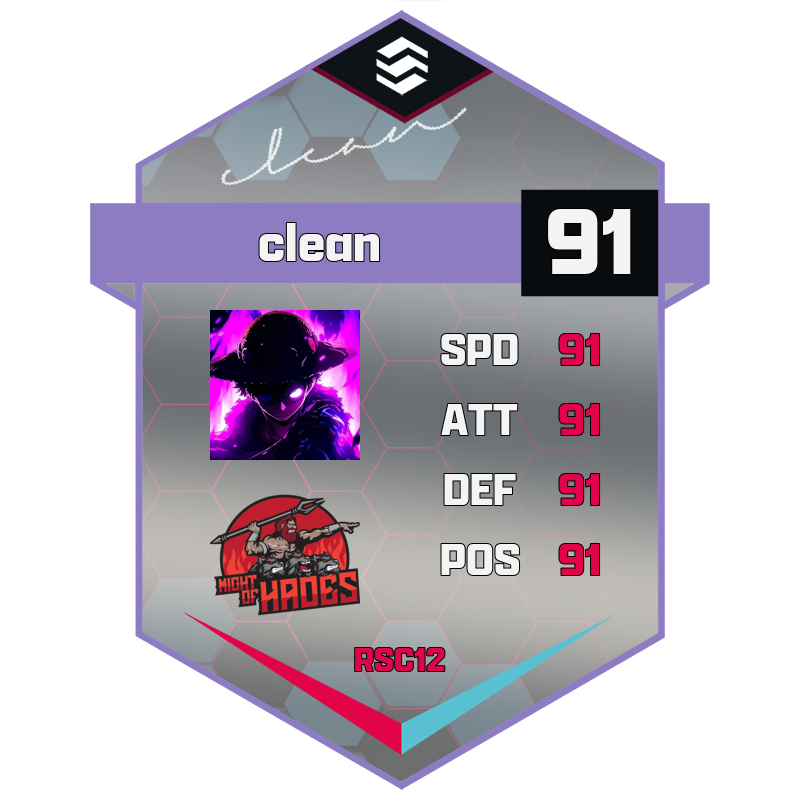 clean
clean
91
SPD 91
ATT 91
DEF 91
POS 91
MIGHT
OF HADES
RSC12